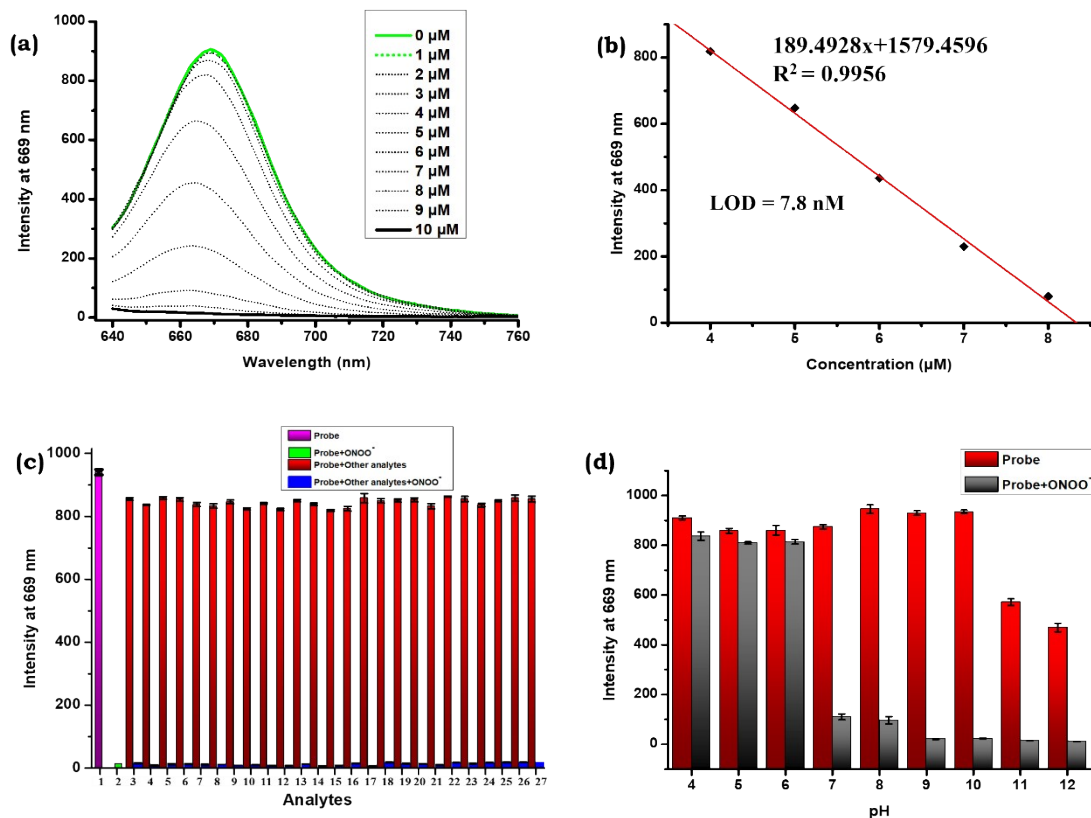 (a)
1000
800
600
400
200
0
Intensity at 669 nm
640 660 680 700 720 740 760
Wavelength (nm)
0 µM
1 µM
2 µM
3 µM
4 µM
5 µM
6 µM
7 µM
8 µM
9 µM
10 µM
(b)
800
600
400
200
0
Intensity at 669 nm
4 5 6 7 8
Concentration (µM)
189.4928x+1579.4596
R² = 0.9956
LOD = 7.8 nM
(c)
1000
800
600
400
200
0
Intensity at 669 nm
1 2 3 4 5 6 7 8 9 10 11 12 13 14 15 16 17 18 19 20 21 22 23 24 25 26 27
Analytes
Probe
Probe+ONOO⁻
Probe+Other analytes
Probe+Other analytes+ONOO⁻
(d)
1000
800
600
400
200
0
Intensity at 669 nm
4 5 6 7 8 9 10 11 12
pH
Probe
Probe+ONOO⁻